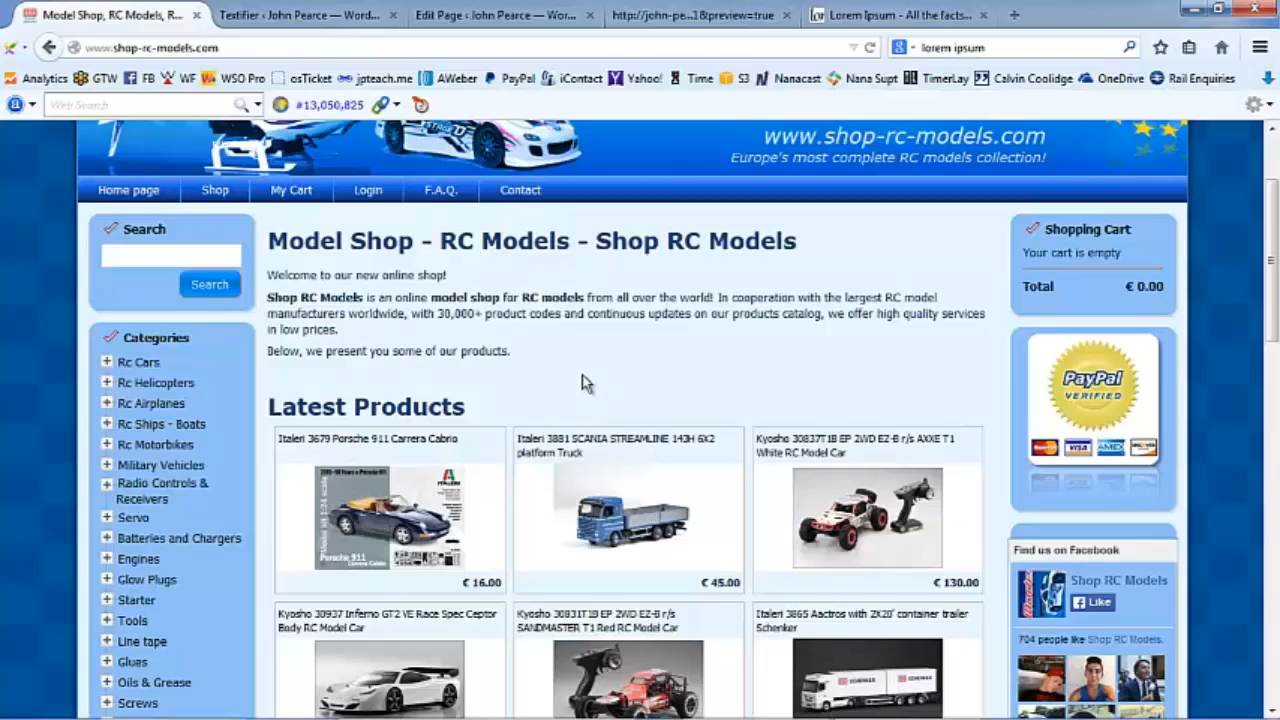 Model Shop, RC Models, R...
Textifier ‹ John Pearce — Word...
Edit Page ‹ John Pearce — Wor...
http://john-pe...1&preview=true
Lorem Ipsum - All the facts...
www.shop-rc-models.com
lorem ipsum
Analytics GTW FB WF WSO Pro osTicket jpteach.me AWeber PayPal iContact Yahoo! Time S3 Nanacast Nana Supt TimerLay Calvin Coolidge OneDrive Rail Enquiries
Web Search
#13,050,825
www.shop-rc-models.com
Europe's most complete RC models collection!
Home page Shop My Cart Login F.A.Q. Contact
Search
Search
Categories
Rc Cars
Rc Helicopters
Rc Airplanes
Rc Ships - Boats
Rc Motorbikes
Military Vehicles
Radio Controls &
Receivers
Servo
Batteries and Chargers
Engines
Glow Plugs
Starter
Tools
Line tape
Glues
Oils & Grease
Screws
Model Shop - RC Models - Shop RC Models
Welcome to our new online shop!
Shop RC Models is an online model shop for RC models from all over the world! In cooperation with the largest RC model
manufacturers worldwide, with 30,000+ product codes and continuous updates on our products catalog, we offer high quality services
in low prices.
Below, we present you some of our products.
Latest Products
Italeri 3679 Porsche 911 Carrera Cabrio
Porsche 911
Carrera Cabrio
€ 16.00
Italeri 3881 SCANIA STREAMLINE 143H 6X2
platform Truck
€ 45.00
Kyosho 30837T1B EP 2WD EZ-B r/s AXXE T1
White RC Model Car
€ 130.00
Kyosho 30937 Inferno GT2 VE Race Spec Ceptor
Body RC Model Car
Kyosho 30831T1B EP 2WD EZ-B r/s
SANDMASTER T1 Red RC Model Car
Italeri 3865 Aactros with 2X20' container trailer
Schenker
Shopping Cart
Your cart is empty
Total € 0.00
PayPal
VERIFIED
MasterCard VISA AMEX
Find us on Facebook
Shop RC Models
Like
704 people like Shop RC Models.